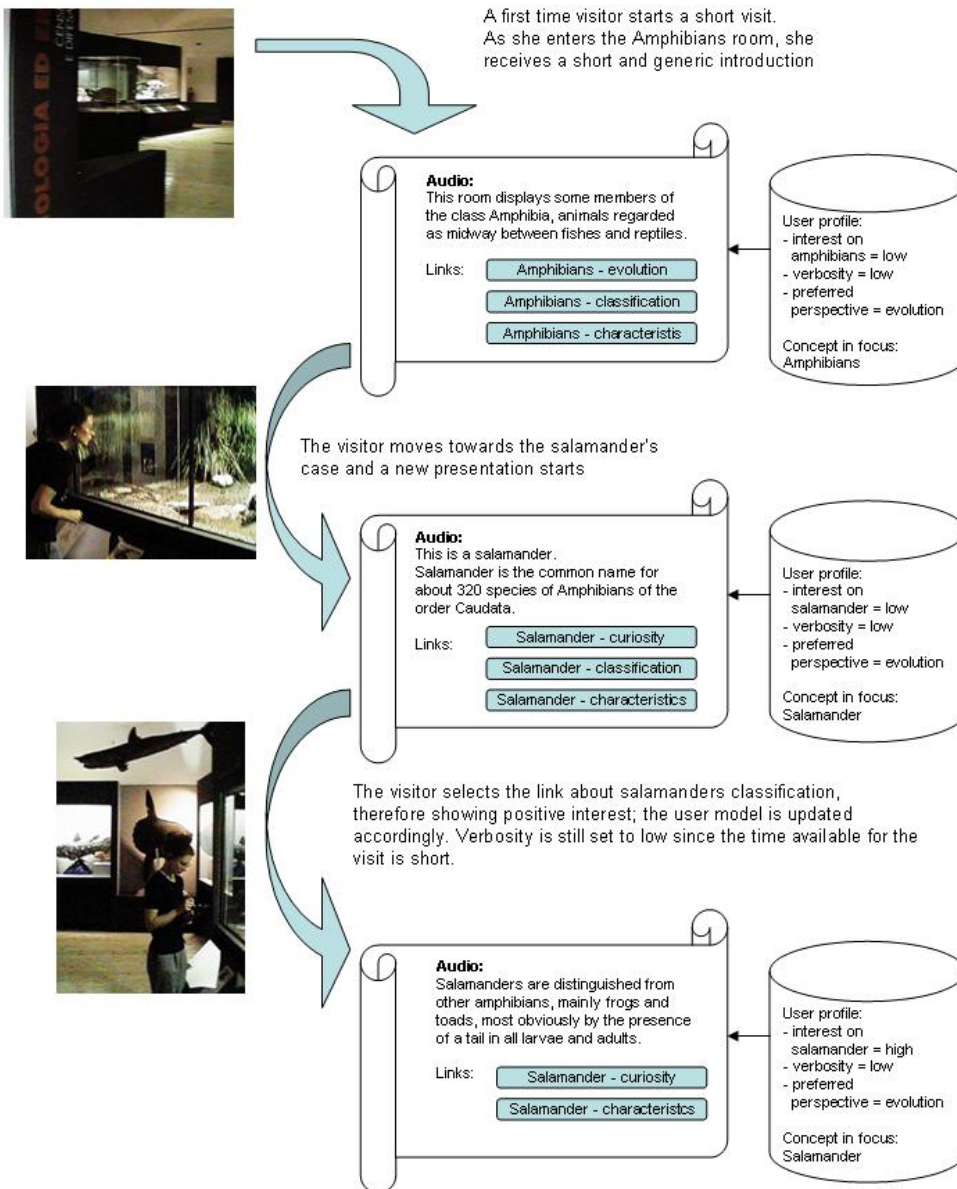 A first time visitor starts a short visit.
As she enters the Amphibians room, she
receives a short and generic introduction
OLOGIA ED
CENSI
E DIFES
Audio:
This room displays some members of
the class Amphibia, animals regarded
as midway between fishes and reptiles.
Links:
Amphibians - evolution
Amphibians - classification
Amphibians - characteristis
User profile:
- interest on
amphibians = low
- verbosity = low
- preferred
perspective = evolution
Concept in focus:
Amphibians
The visitor moves towards the salamander's
case and a new presentation starts
Audio:
This is a salamander.
Salamander is the common name for
about 320 species of Amphibians of the
order Caudata.
Links:
Salamander - curiosity
Salamander - classification
Salamander - characteristics
User profile:
- interest on
salamander = low
- verbosity = low
- preferred
perspective = evolution
Concept in focus:
Salamander
The visitor selects the link about salamanders classification,
therefore showing positive interest; the user model is updated
accordingly. Verbosity is still set to low since the time available for the
visit is short.
Audio:
Salamanders are distinguished from
other amphibians, mainly frogs and
toads, most obviously by the presence
of a tail in all larvae and adults.
Links:
Salamander - curiosity
Salamander - characteristcs
User profile:
- interest on
salamander = high
- verbosity = low
- preferred
perspective = evolution
Concept in focus:
Salamander